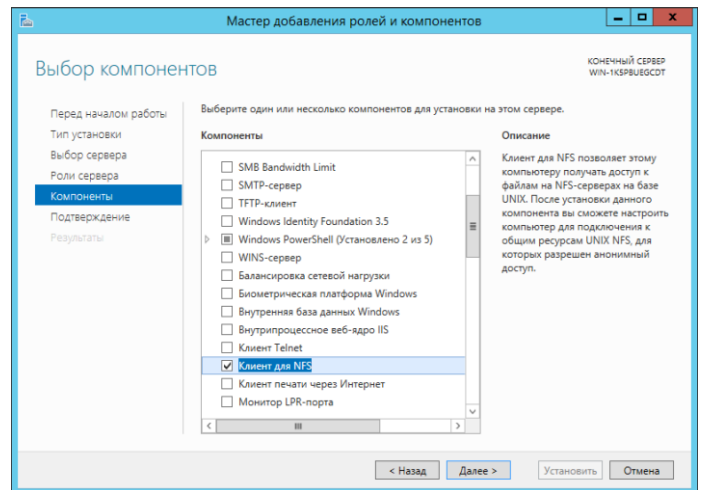 Мастер добавления ролей и компонентов
Выбор компонентов
КОНЕЧНЫЙ СЕРВЕР
WIN-1K5PBUEGCDT
Перед началом работы
Тип установки
Выбор сервера
Роли сервера
Компоненты
Подтверждение
Результаты
Выберите один или несколько компонентов для установки на этом сервере.
Компоненты
SMB Bandwidth Limit
SMTP-сервер
TFTP-клиент
Windows Identity Foundation 3.5
Windows PowerShell (Установлено 2 из 5)
WINS-сервер
Балансировка сетевой нагрузки
Биометрическая платформа Windows
Внутренняя база данных Windows
Внутрипроцессное веб-ядро IIS
Клиент Telnet
Клиент для NFS
Клиент печати через Интернет
Монитор LPR-порта
Описание
Клиент для NFS позволяет этому
компьютеру получать доступ к
файлам на NFS-серверах на базе
UNIX. После установки данного
компонента вы сможете настроить
компьютер для подключения к
общим ресурсам UNIX NFS, для
которых разрешен анонимный
доступ.
< Назад
Далее >
Установить
Отмена